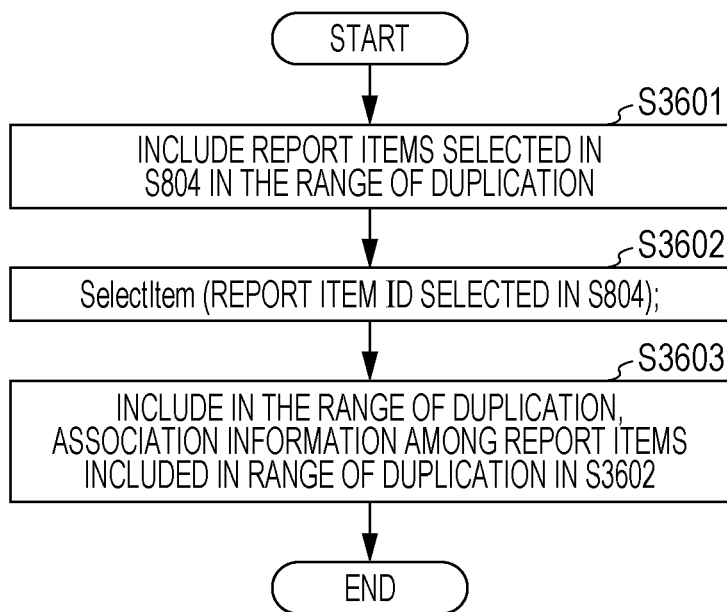 START
S3601
INCLUDE REPORT ITEMS SELECTED IN
S804 IN THE RANGE OF DUPLICATION
S3602
SelectItem (REPORT ITEM ID SELECTED IN S804);
S3603
INCLUDE IN THE RANGE OF DUPLICATION,
ASSOCIATION INFORMATION AMONG REPORT ITEMS
INCLUDED IN RANGE OF DUPLICATION IN S3602
END